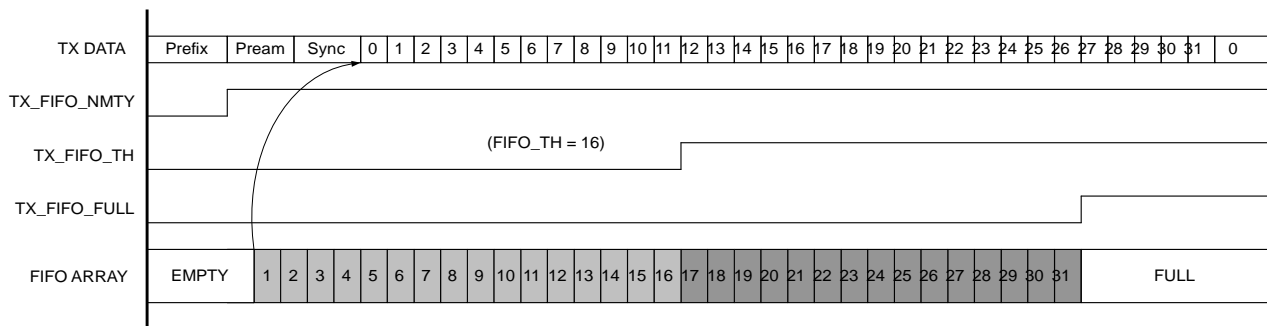 TX DATA Prefix Pream Sync 0 1 2 3 4 5 6 7 8 9 10 11 12 13 14 15 16 17 18 19 20 21 22 23 24 25 26 27 28 29 30 31 0
TX_FIFO_NMTY
(FIFO_TH = 16)
TX_FIFO_TH
TX_FIFO_FULL
FIFO ARRAY EMPTY 1 2 3 4 5 6 7 8 9 10 11 12 13 14 15 16 17 18 19 20 21 22 23 24 25 26 27 28 29 30 31 FULL